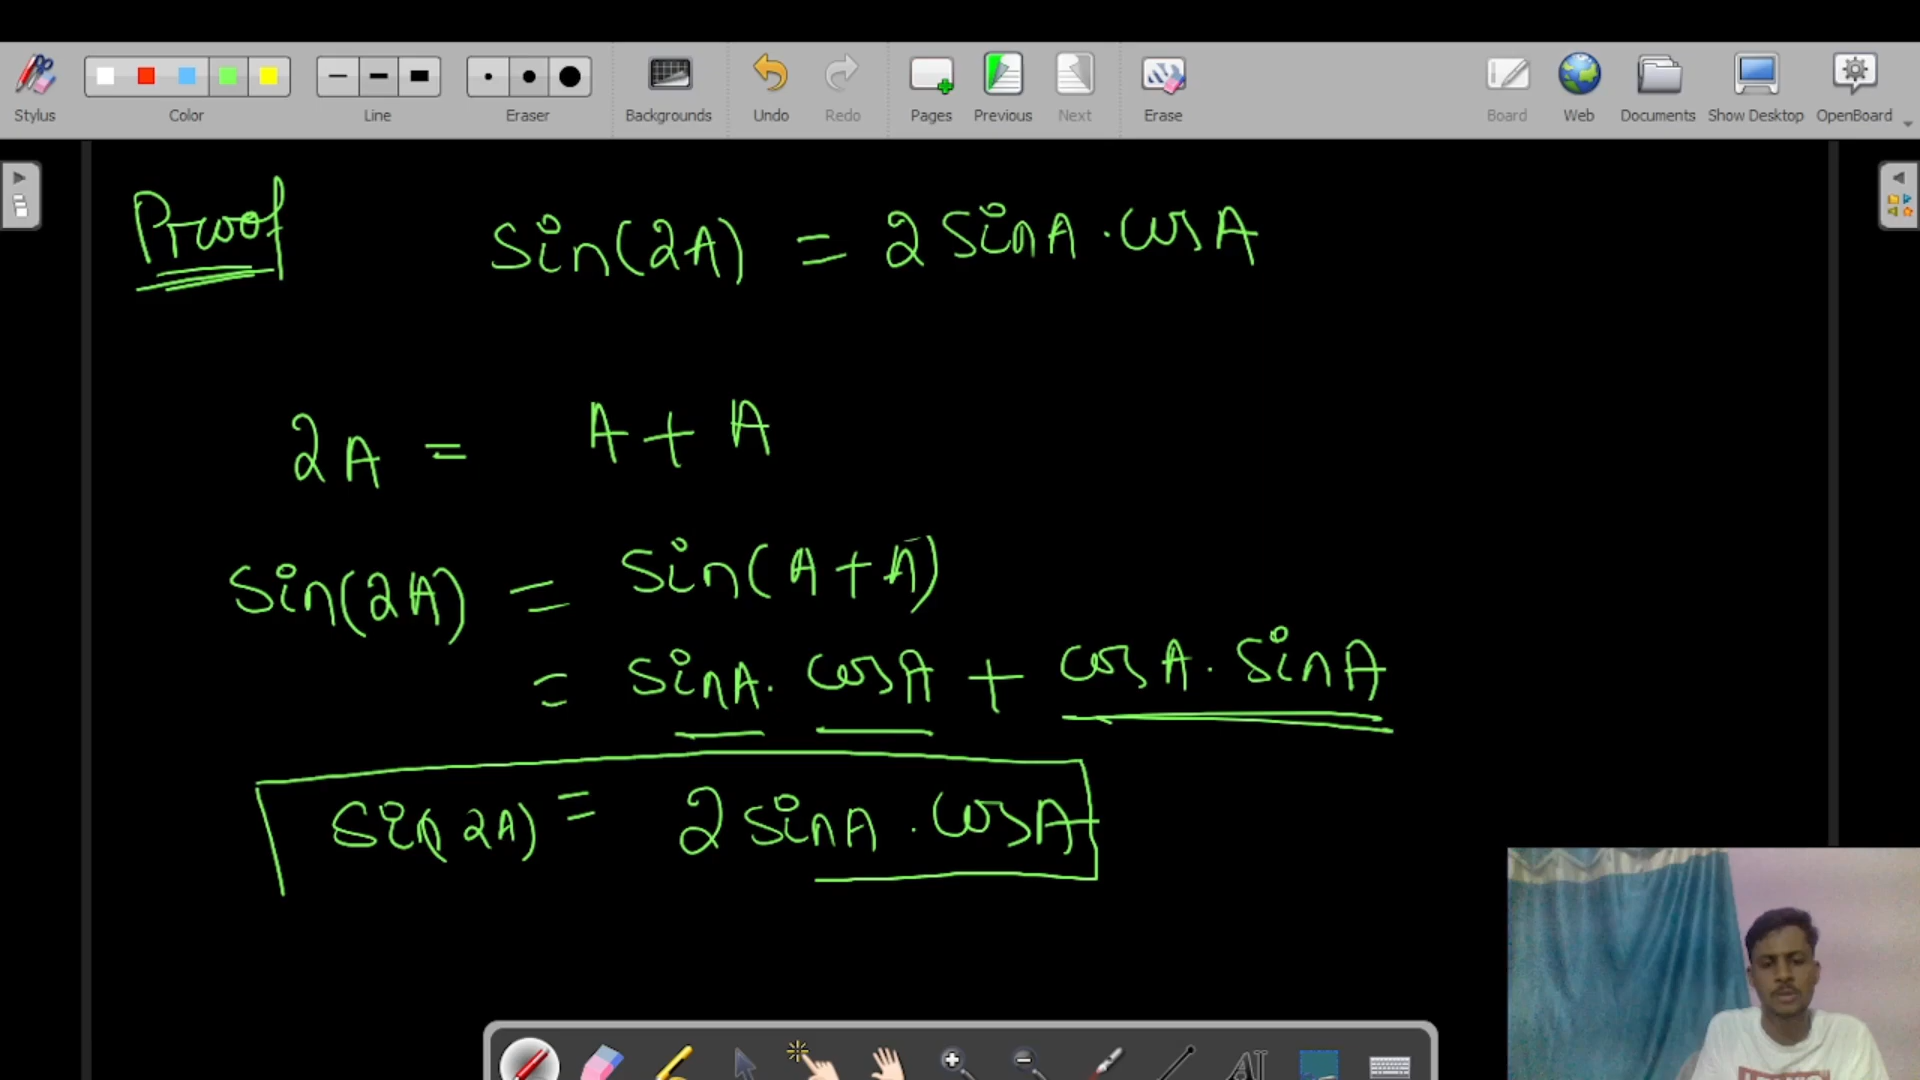 Stylus Color Line Eraser Backgrounds Undo Redo Pages Previous Next Erase Board Web Documents Show Desktop OpenBoard
Proof sin(2A) = 2 sinA · cosA
2A = A + A
sin(2A) = sin(A+A)
= sinA · cosA + cosA · sinA
sin(2A) = 2 sinA · cosA